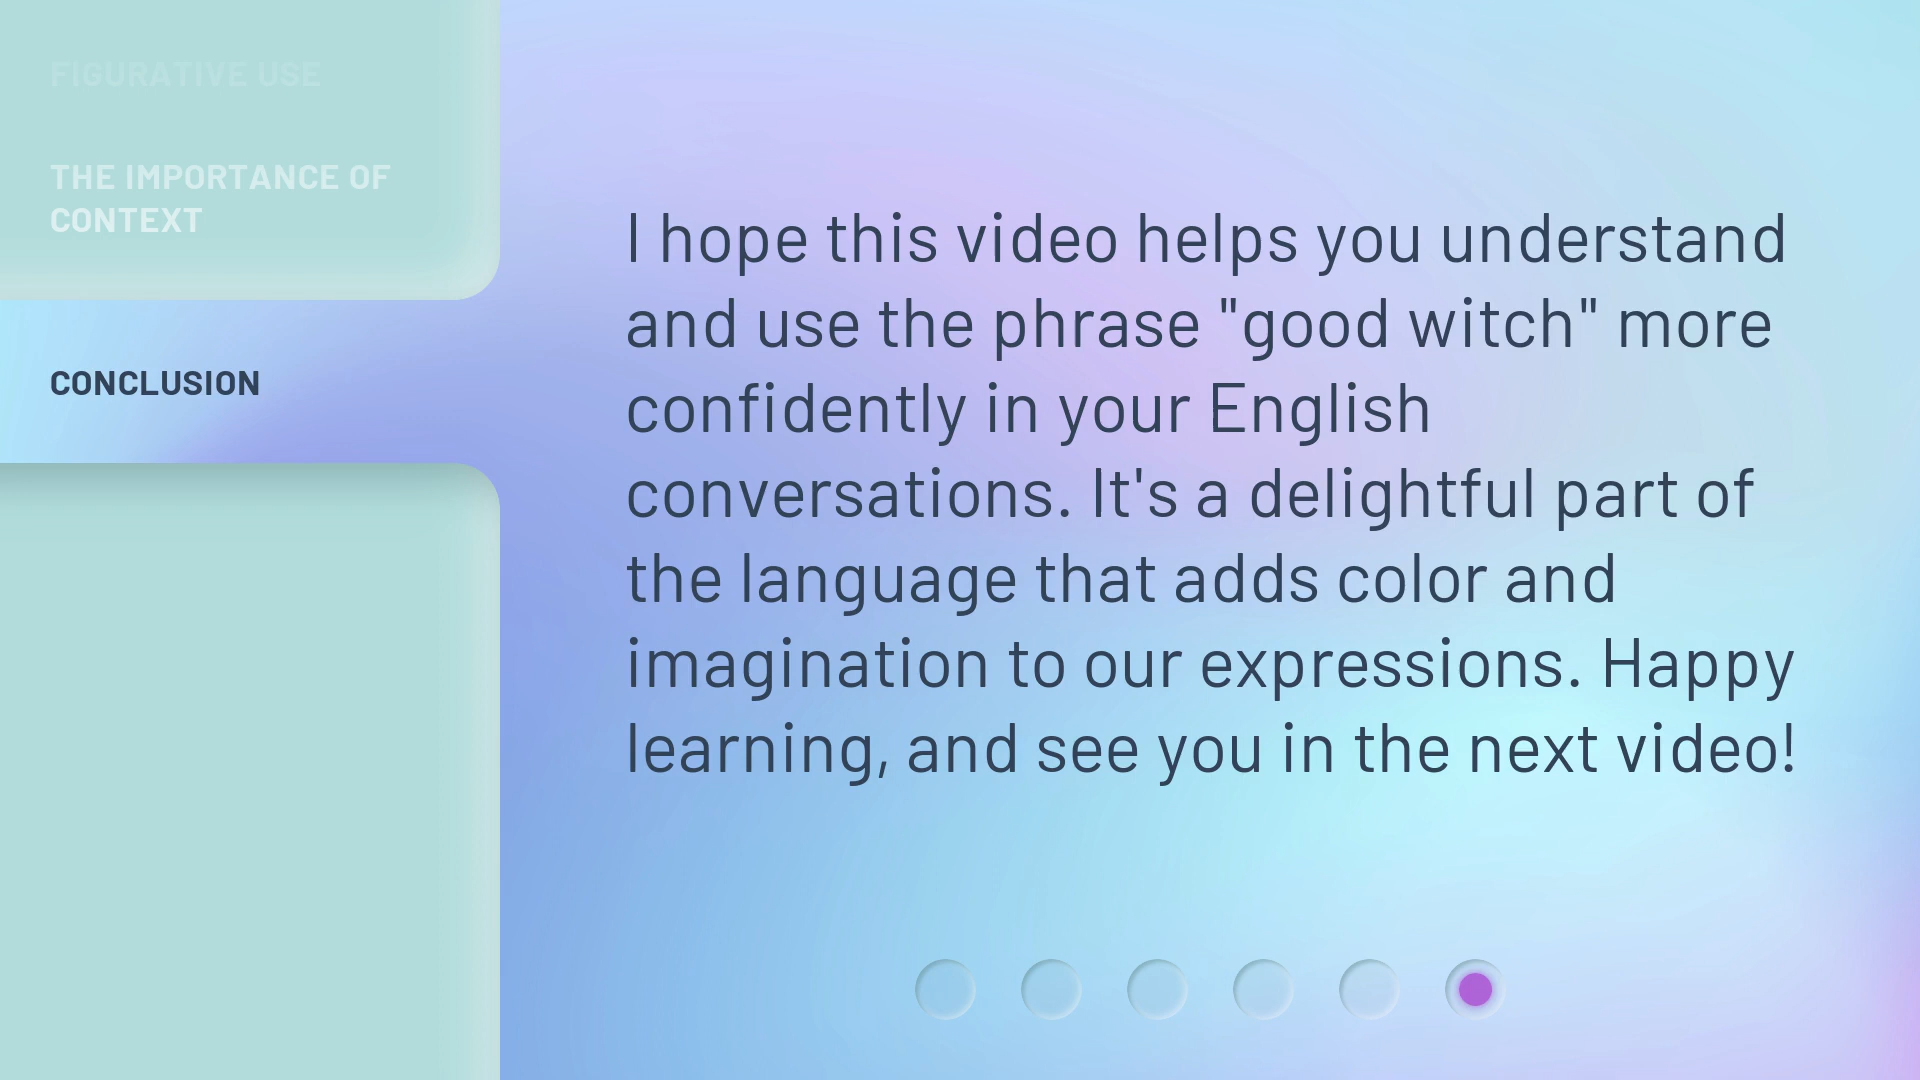 FIGURATIVE USE
THE IMPORTANCE OF
CONTEXT
CONCLUSION
I hope this video helps you understand
and use the phrase "good witch" more
confidently in your English
conversations. It's a delightful part of
the language that adds color and
imagination to our expressions. Happy
learning, and see you in the next video!